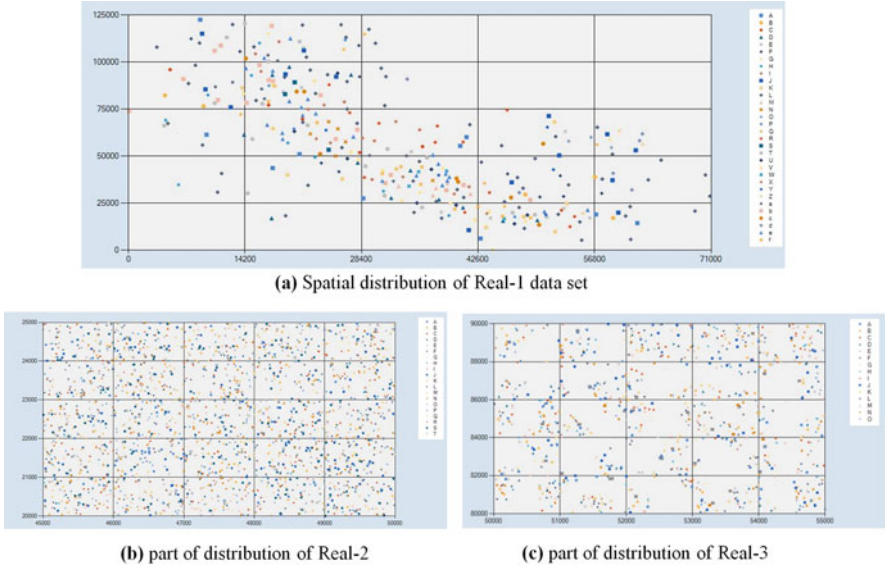 125000
100000
75000
50000
25000
0
0 14200 28400 42600 56800 71000
A
B
C
D
E
F
G
H
I
J
K
L
M
N
O
P
Q
R
S
T
U
V
W
X
Y
Z
a
b
c
d
e
f
(a) Spatial distribution of Real-1 data set
25000
24000
23000
22000
21000
20000
45000 46000 47000 48000 49000 50000
A
B
C
D
E
F
G
H
I
J
K
L
M
N
O
P
Q
R
S
T
(b) part of distribution of Real-2
90000
88000
86000
84000
82000
80000
50000 51000 52000 53000 54000 55000
A
B
C
D
E
F
G
H
I
J
K
L
M
N
O
(c) part of distribution of Real-3